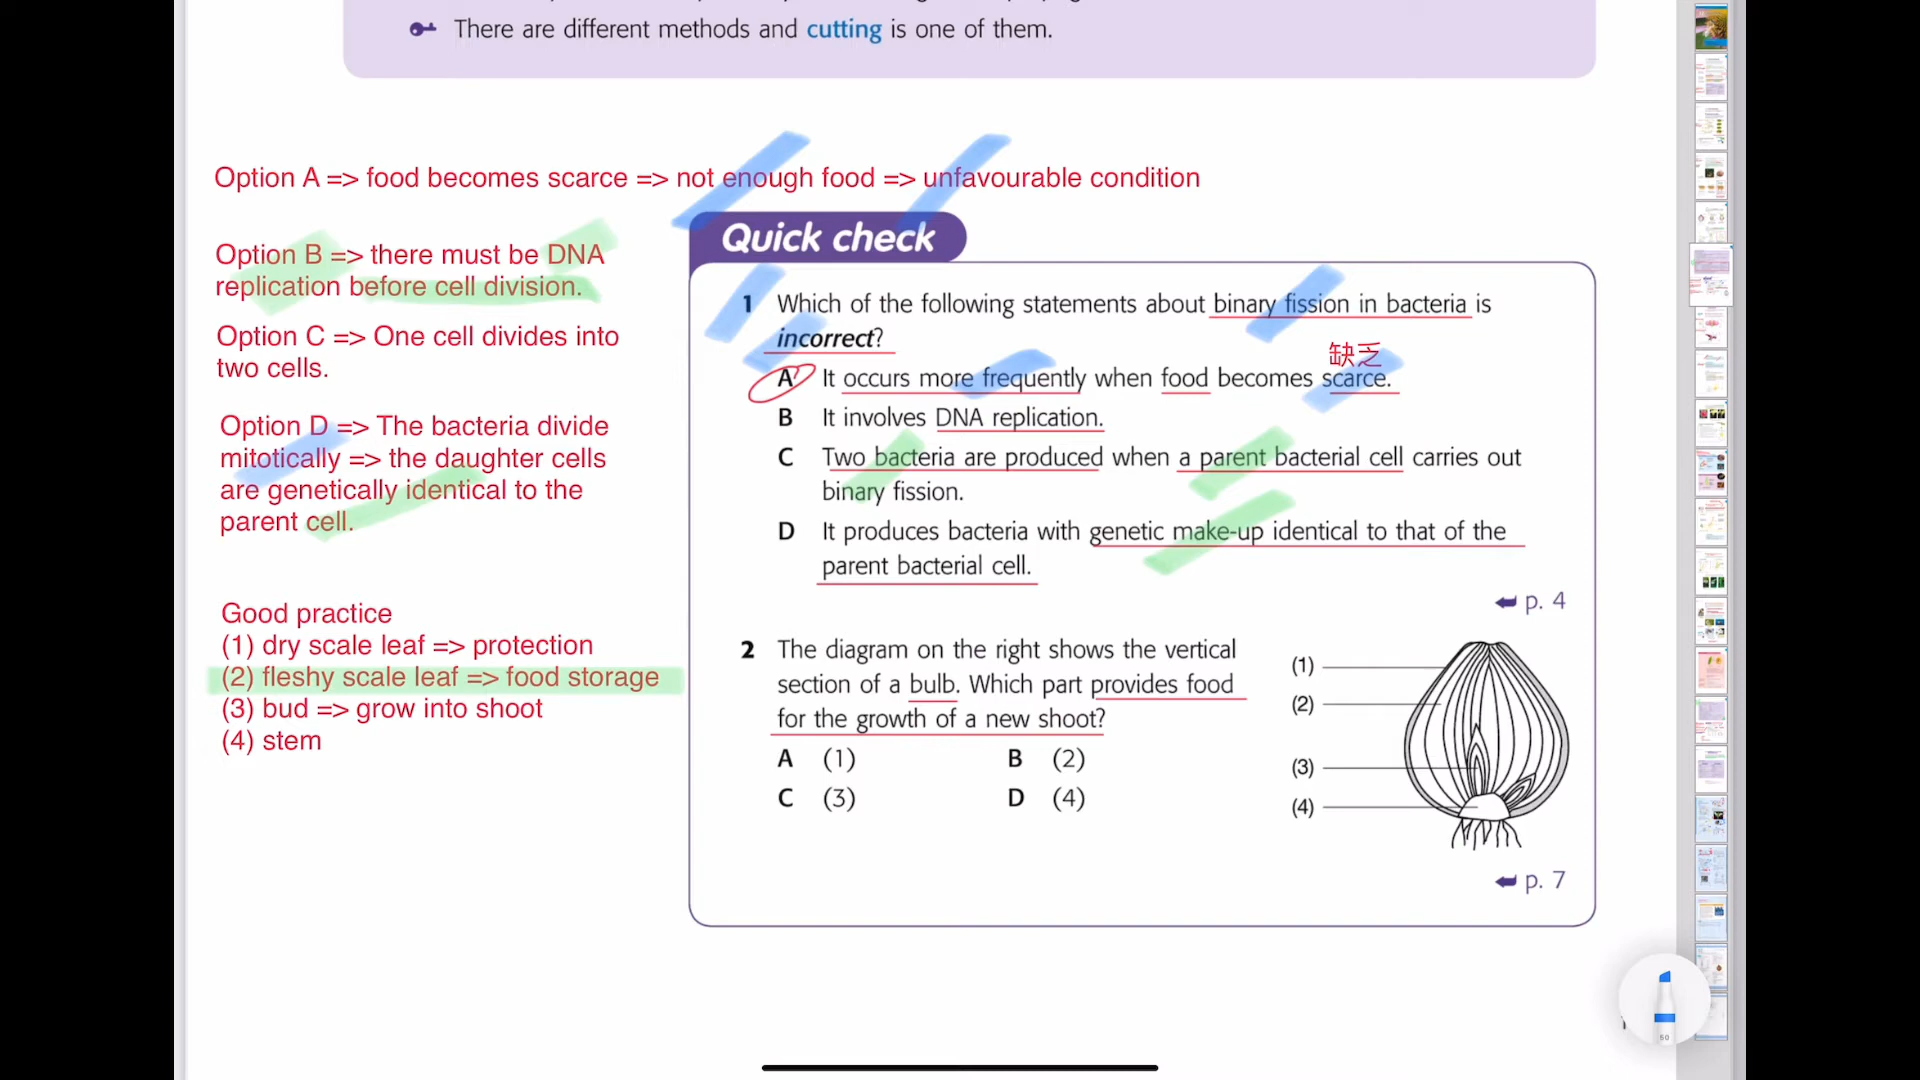 There are different methods and cutting is one of them.
Option A => food becomes scarce => not enough food => unfavourable condition
Option B => there must be DNA
replication before cell division.
Option C => One cell divides into
two cells.
Option D => The bacteria divide
mitotically => the daughter cells
are genetically identical to the
parent cell.
Good practice
(1) dry scale leaf => protection
(2) fleshy scale leaf => food storage
(3) bud => grow into shoot
(4) stem
Quick check
1 Which of the following statements about binary fission in bacteria is
incorrect?
缺乏
A It occurs more frequently when food becomes scarce.
B It involves DNA replication.
C Two bacteria are produced when a parent bacterial cell carries out
binary fission.
D It produces bacteria with genetic make-up identical to that of the
parent bacterial cell.
p. 4
2 The diagram on the right shows the vertical
section of a bulb. Which part provides food
for the growth of a new shoot?
A (1) B (2)
C (3) D (4)
(1)
(2)
(3)
(4)
p. 7
50